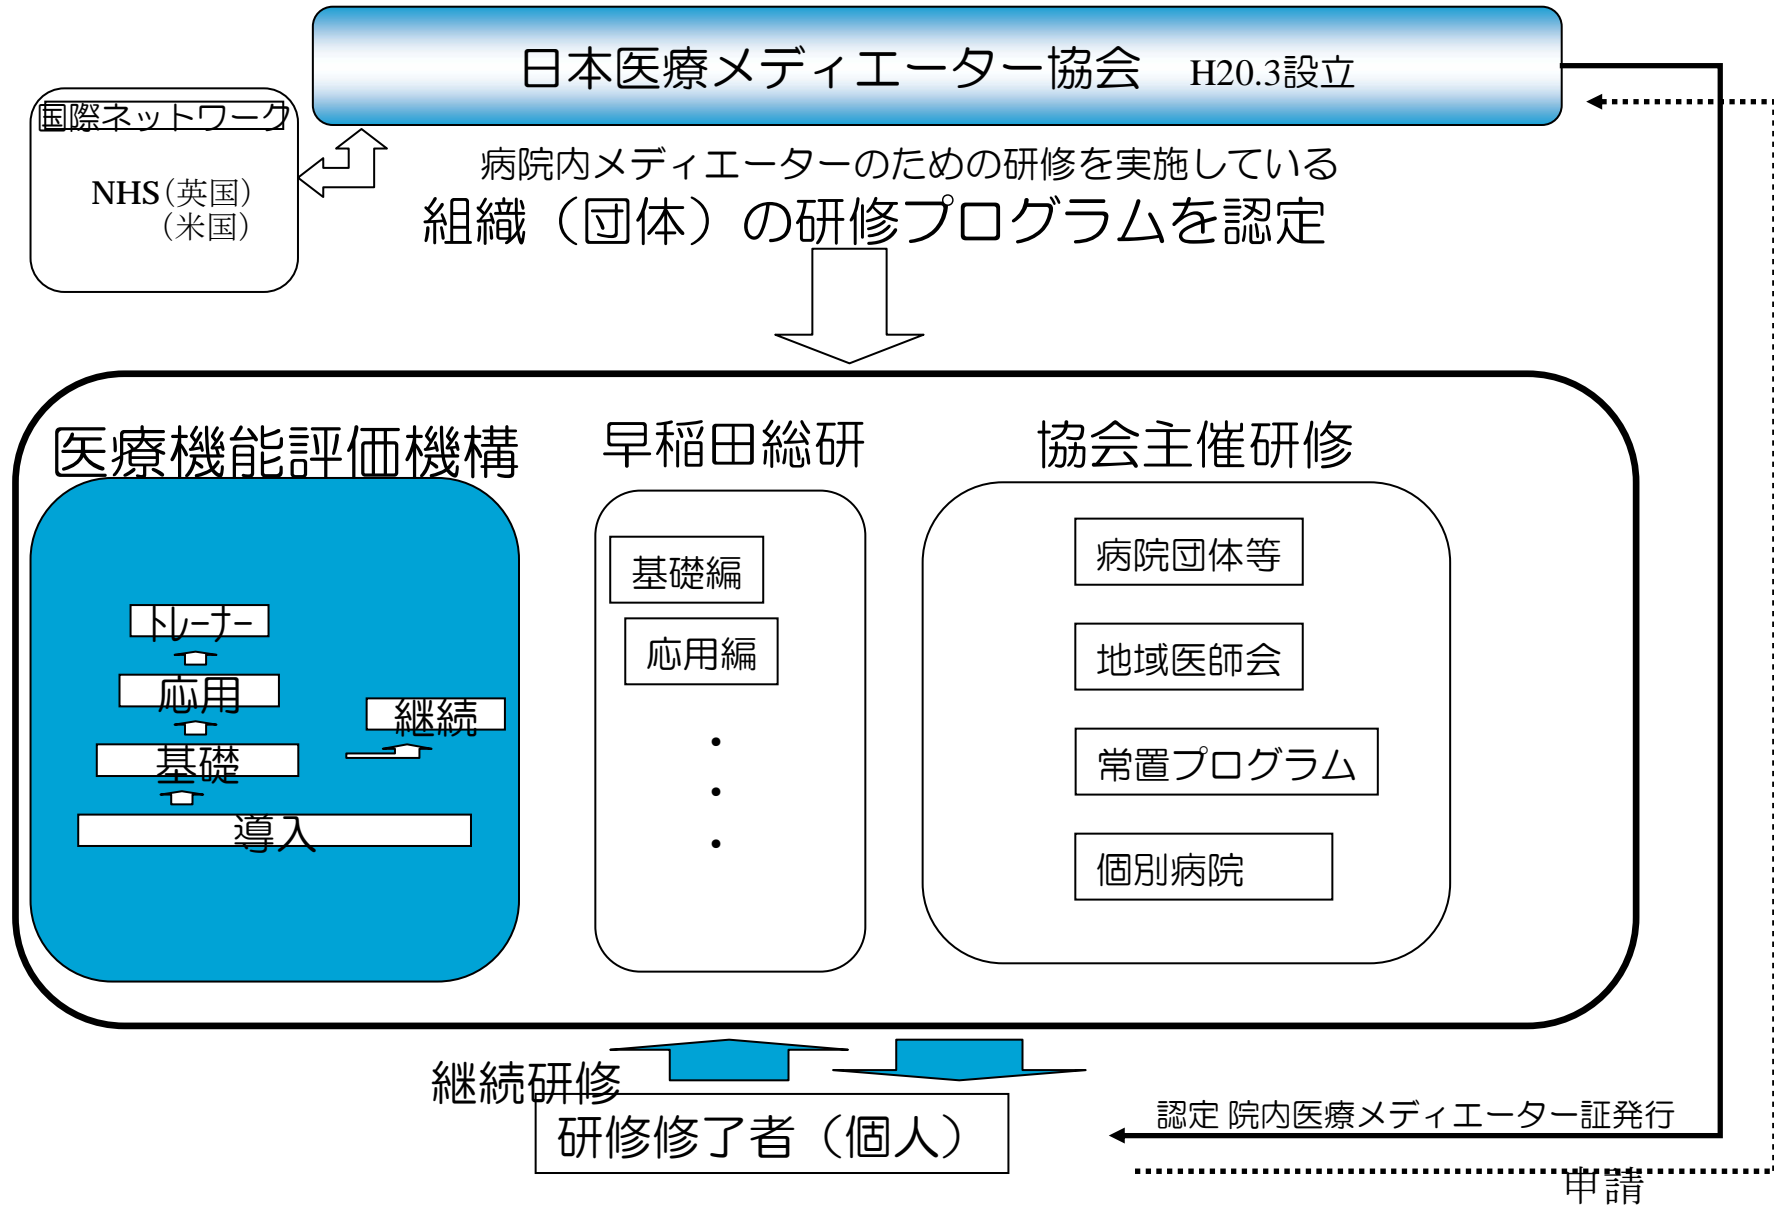 日本医療メディエーター協会 H20.3設立
国際ネットワーク
NHS(英国)
(米国)
病院内メディエーターのための研修を実施している
組織（団体）の研修プログラムを認定
医療機能評価機構
トレーナー
応用
継続
基礎
導入
早稲田総研
基礎編
応用編
・
・
・
協会主催研修
病院団体等
地域医師会
常置プログラム
個別病院
継続研修
研修修了者（個人）
認定 院内医療メディエーター証発行
申請